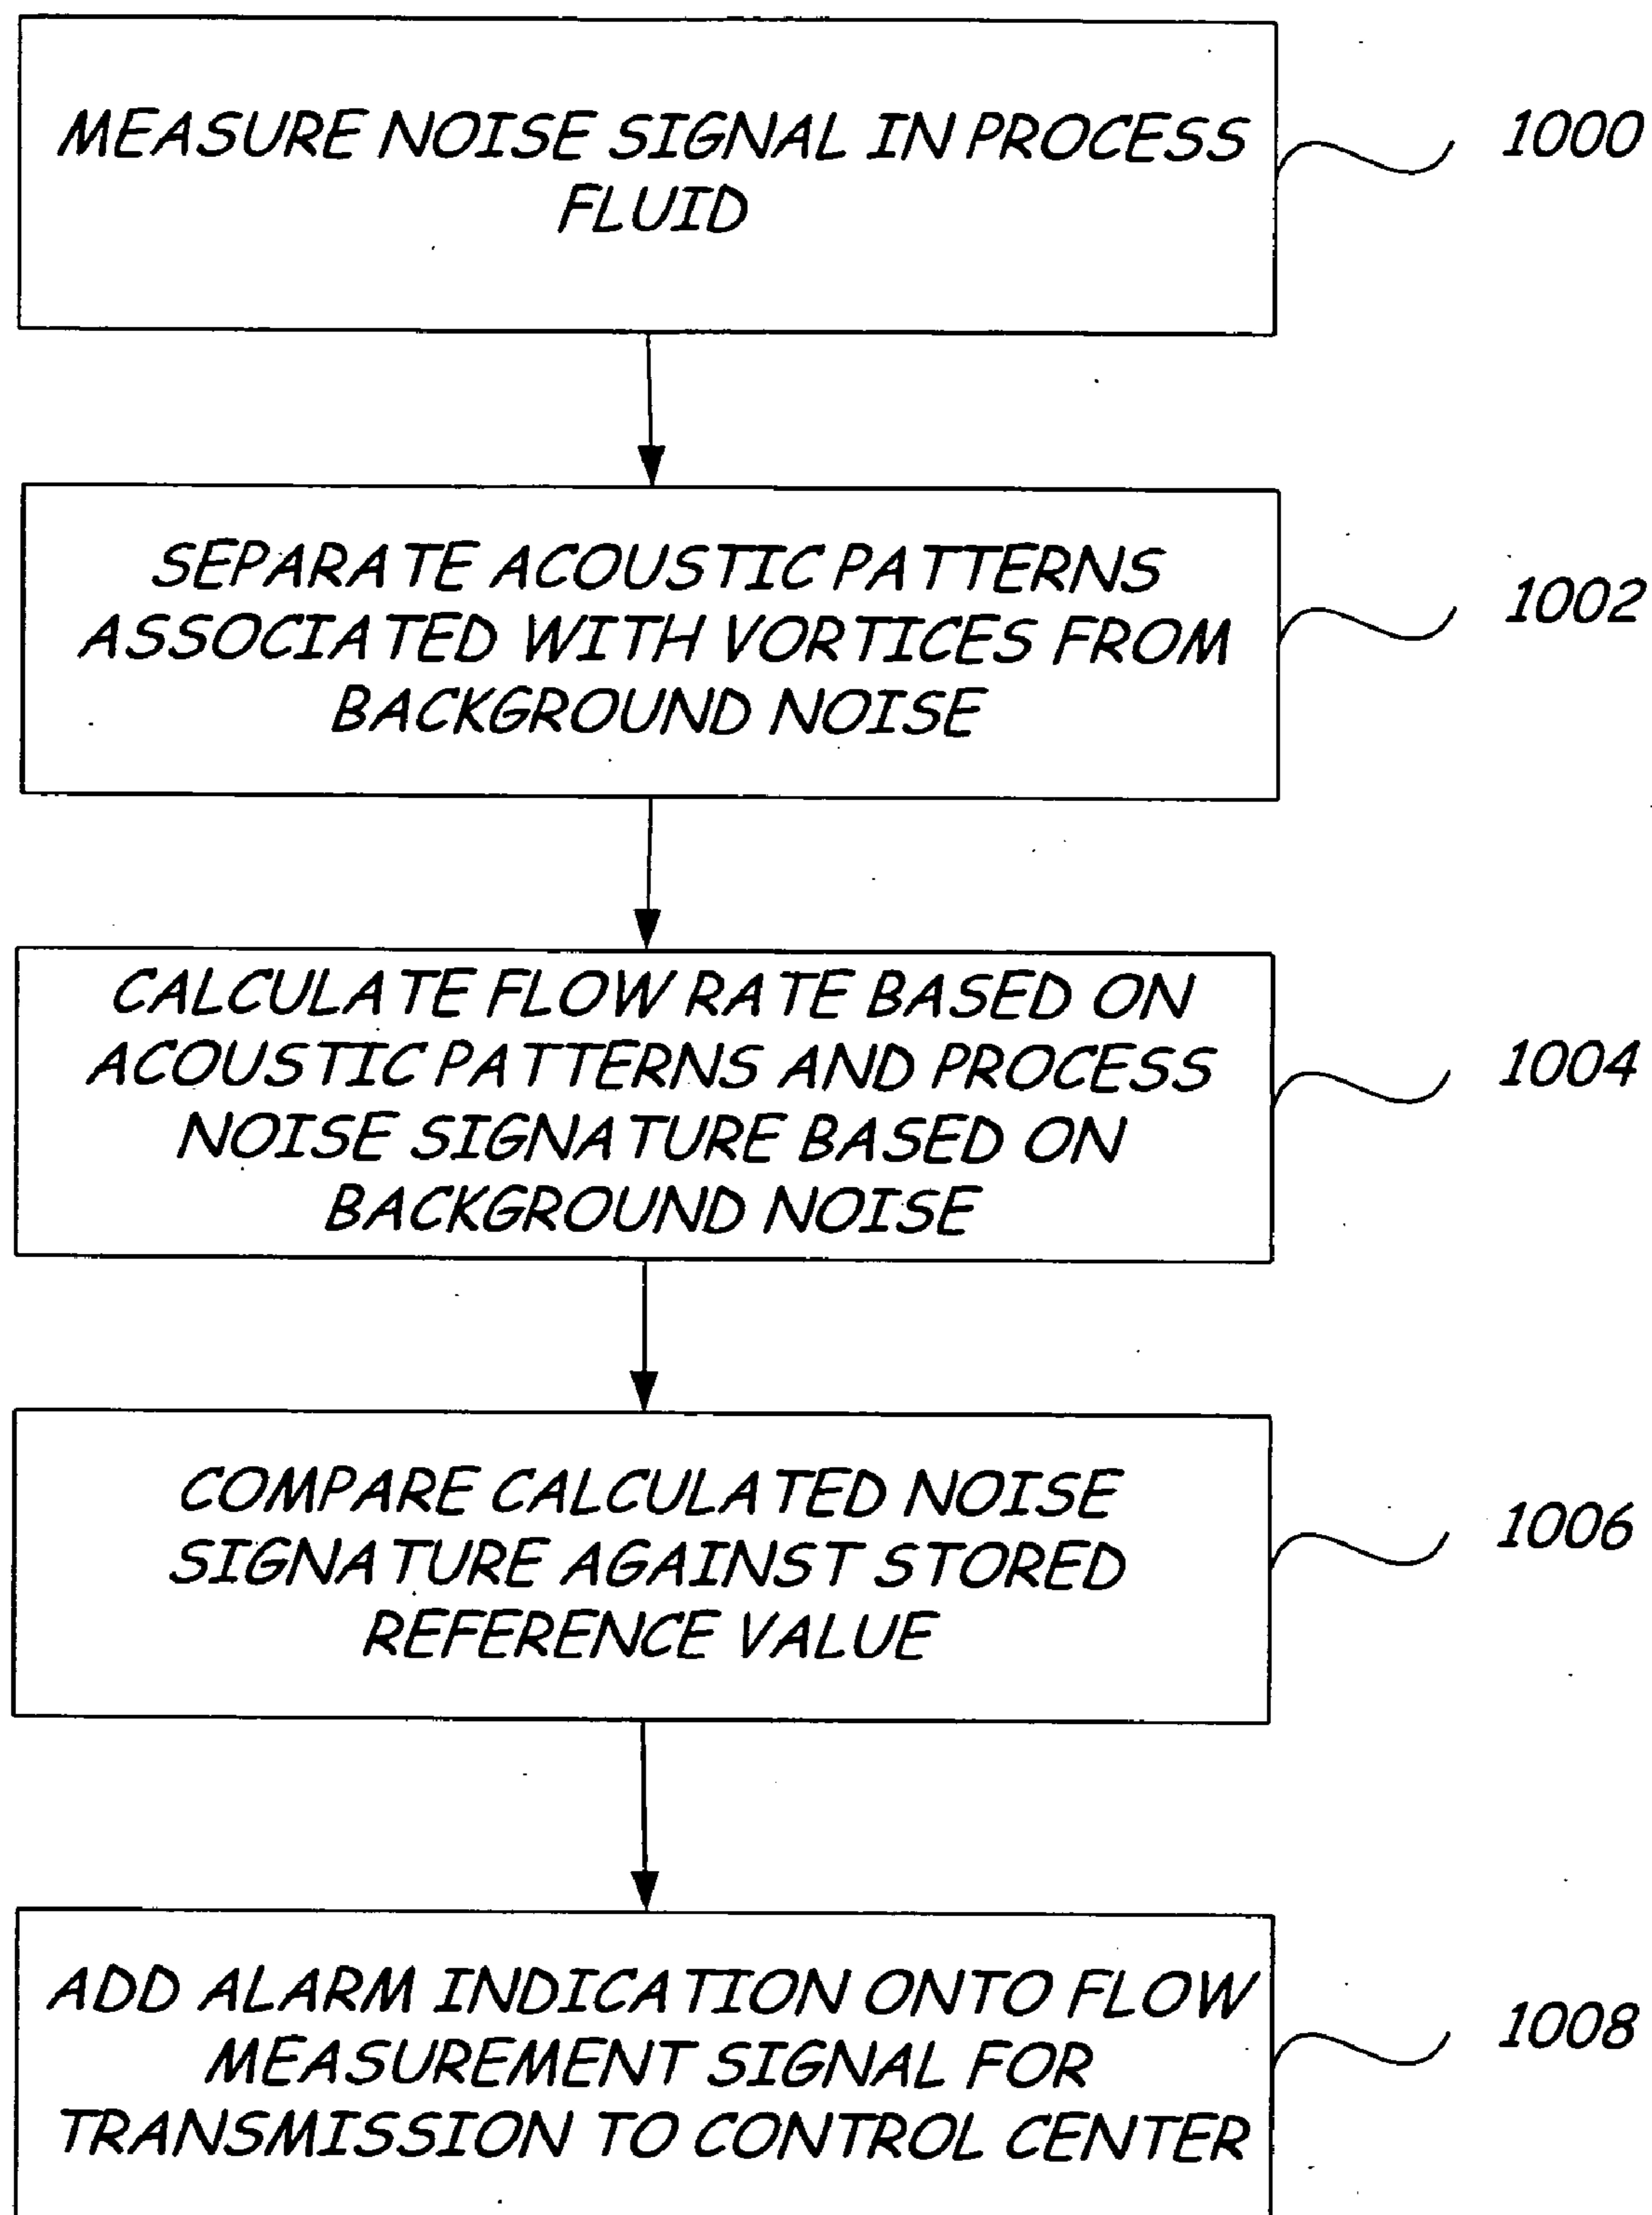 MEASURE NOISE SIGNAL IN PROCESS
FLUID
1000
SEPARATE ACOUSTIC PATTERNS
ASSOCIATED WITH VORTICES FROM
BACKGROUND NOISE
1002
CALCULATE FLOW RATE BASED ON
ACOUSTIC PATTERNS AND PROCESS
NOISE SIGNATURE BASED ON
BACKGROUND NOISE
1004
COMPARE CALCULATED NOISE
SIGNATURE AGAINST STORED
REFERENCE VALUE
1006
ADD ALARM INDICATION ONTO FLOW
MEASUREMENT SIGNAL FOR
TRANSMISSION TO CONTROL CENTER
1008